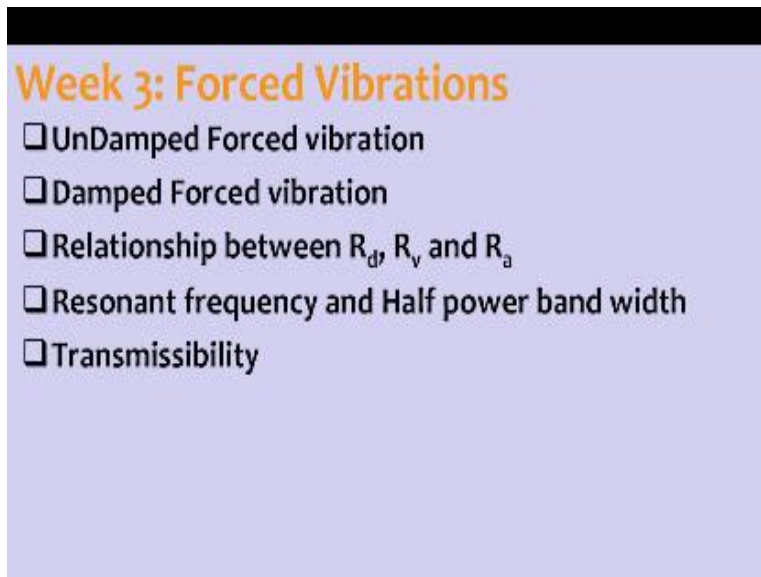 Week 3: Forced Vibrations
❑UnDamped Forced vibration
❑Damped Forced vibration
❑Relationship between Rd, Rv and Ra
❑Resonant frequency and Half power band width
❑Transmissibility